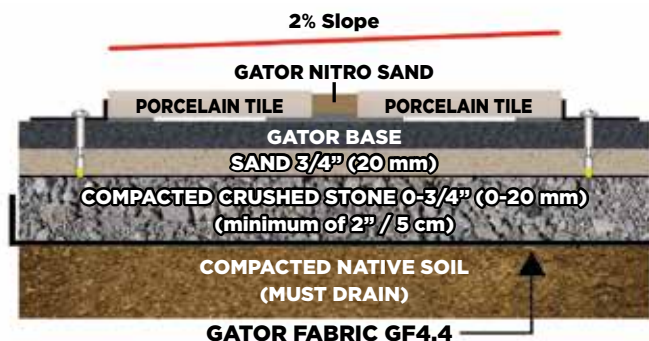 2% Slope
GATOR NITRO SAND
PORCELAIN TILE PORCELAIN TILE
GATOR BASE
SAND 3/4” (20 mm)
COMPACTED CRUSHED STONE 0-3/4” (0-20 mm)
(minimum of 2” / 5 cm)
COMPACTED NATIVE SOIL
(MUST DRAIN)
GATOR FABRIC GF4.4